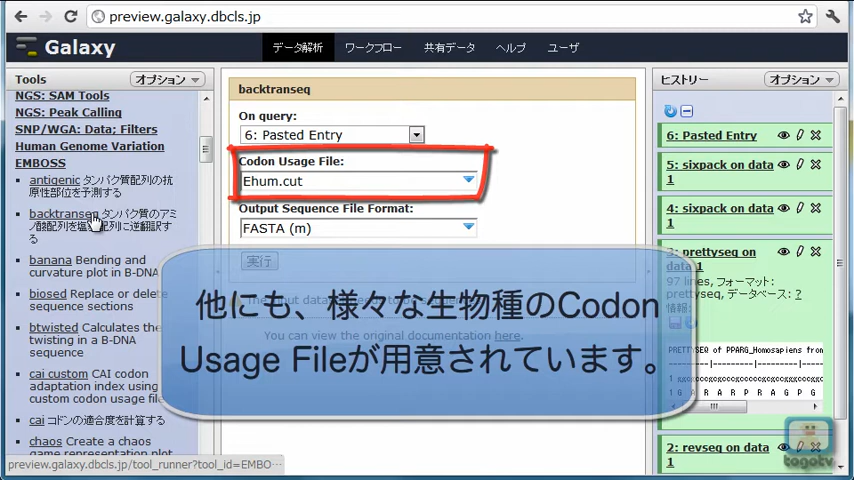 preview.galaxy.dbcls.jp
Galaxy
データ解析 ワークフロー 共有データ ヘルプ ユーザ
Tools
オプション
NGS: SAM Tools
NGS: Peak Calling
SNP/WGA: Data; Filters
Human Genome Variation
EMBOSS
antigenic タンパク質配列の抗
原性部位を予測する
backtranseq タンパク質のアミ
ノ酸配列を塩基配列に逆翻訳す
る
banana Bending and
curvature plot in B-DNA
biosed Replace or delete
sequence sections
btwisted Calculates the
twisting in a B-DNA
sequence
cai custom CAI codon
adaptation index using
custom codon usage file
cai コドンの適合度を計算する
chaos Create a chaos
game representation plot
preview.galaxy.dbcls.jp/tool_runner?tool_id=EMBO…
backtranseq
On query:
6: Pasted Entry
Codon Usage File:
Ehum.cut
Output Sequence File Format:
FASTA (m)
実行
You can view the original documentation here.
他にも、様々な生物種のCodon
Usage Fileが用意されています。
ヒストリー
オプション
6: Pasted Entry
5: sixpack on data
1
4: sixpack on data
1
3: prettyseq on
data 1
97 lines, フォーマット:
prettyseq, データベース: ?
情報:
PRETTYSEQ of PPARG_Homosapiens from
2: revseq on data
1
togotv